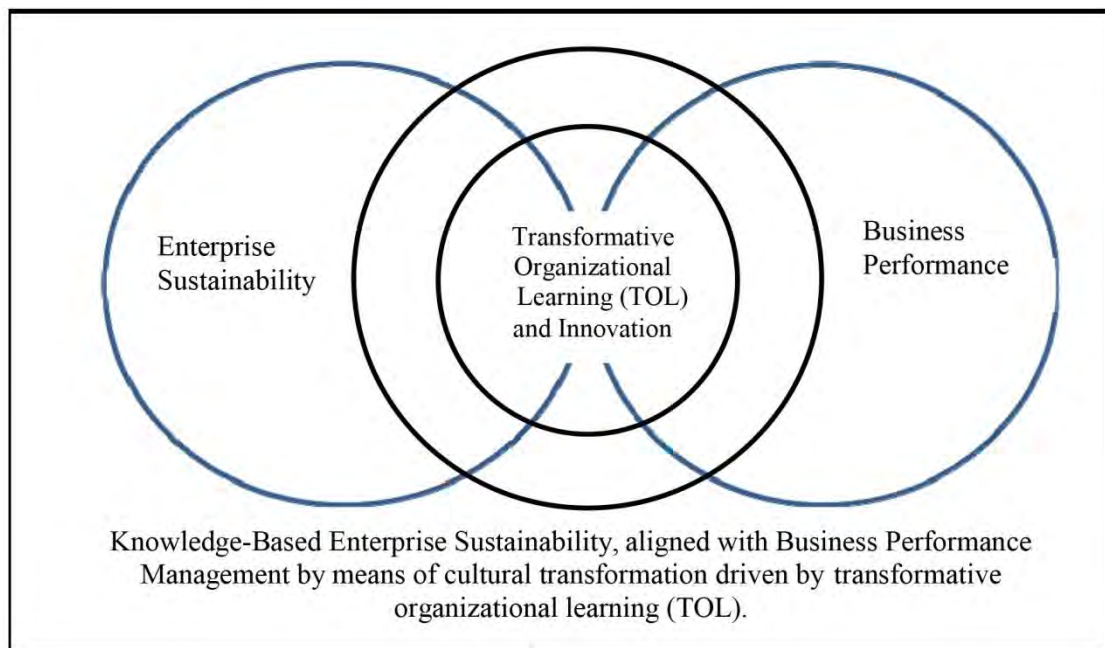 Enterprise
Sustainability
Transformative
Organizational
Learning (TOL)
and Innovation
Business
Performance
Knowledge-Based Enterprise Sustainability, aligned with Business Performance
Management by means of cultural transformation driven by transformative
organizational learning (TOL).